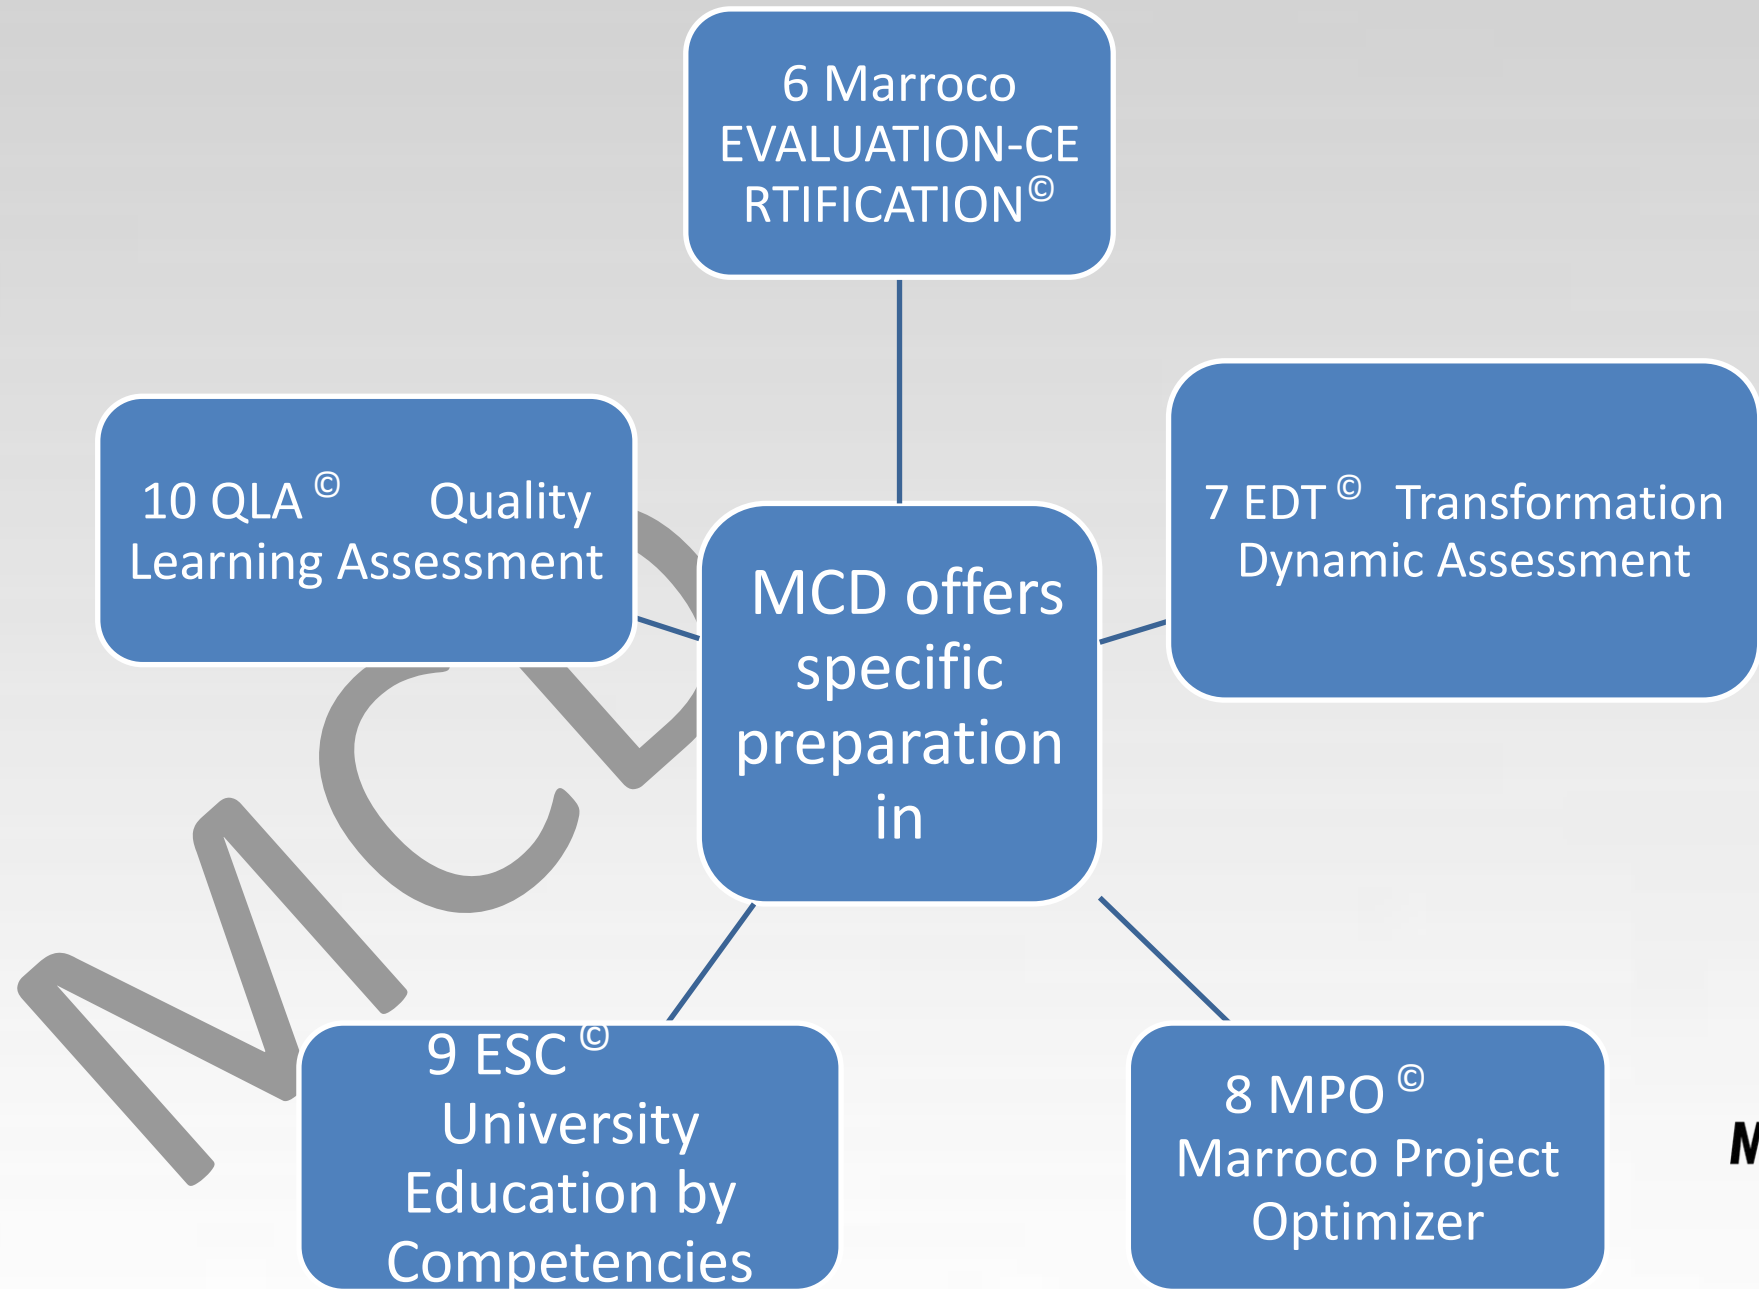 6 Marroco
EVALUATION-CE
RTIFICATION©
10 QLA © Quality
Learning Assessment
7 EDT © Transformation
Dynamic Assessment
MCD offers
specific
preparation
in
MCD
9 ESC ©
University
Education by
Competencies
8 MPO ©
Marroco Project
Optimizer
M